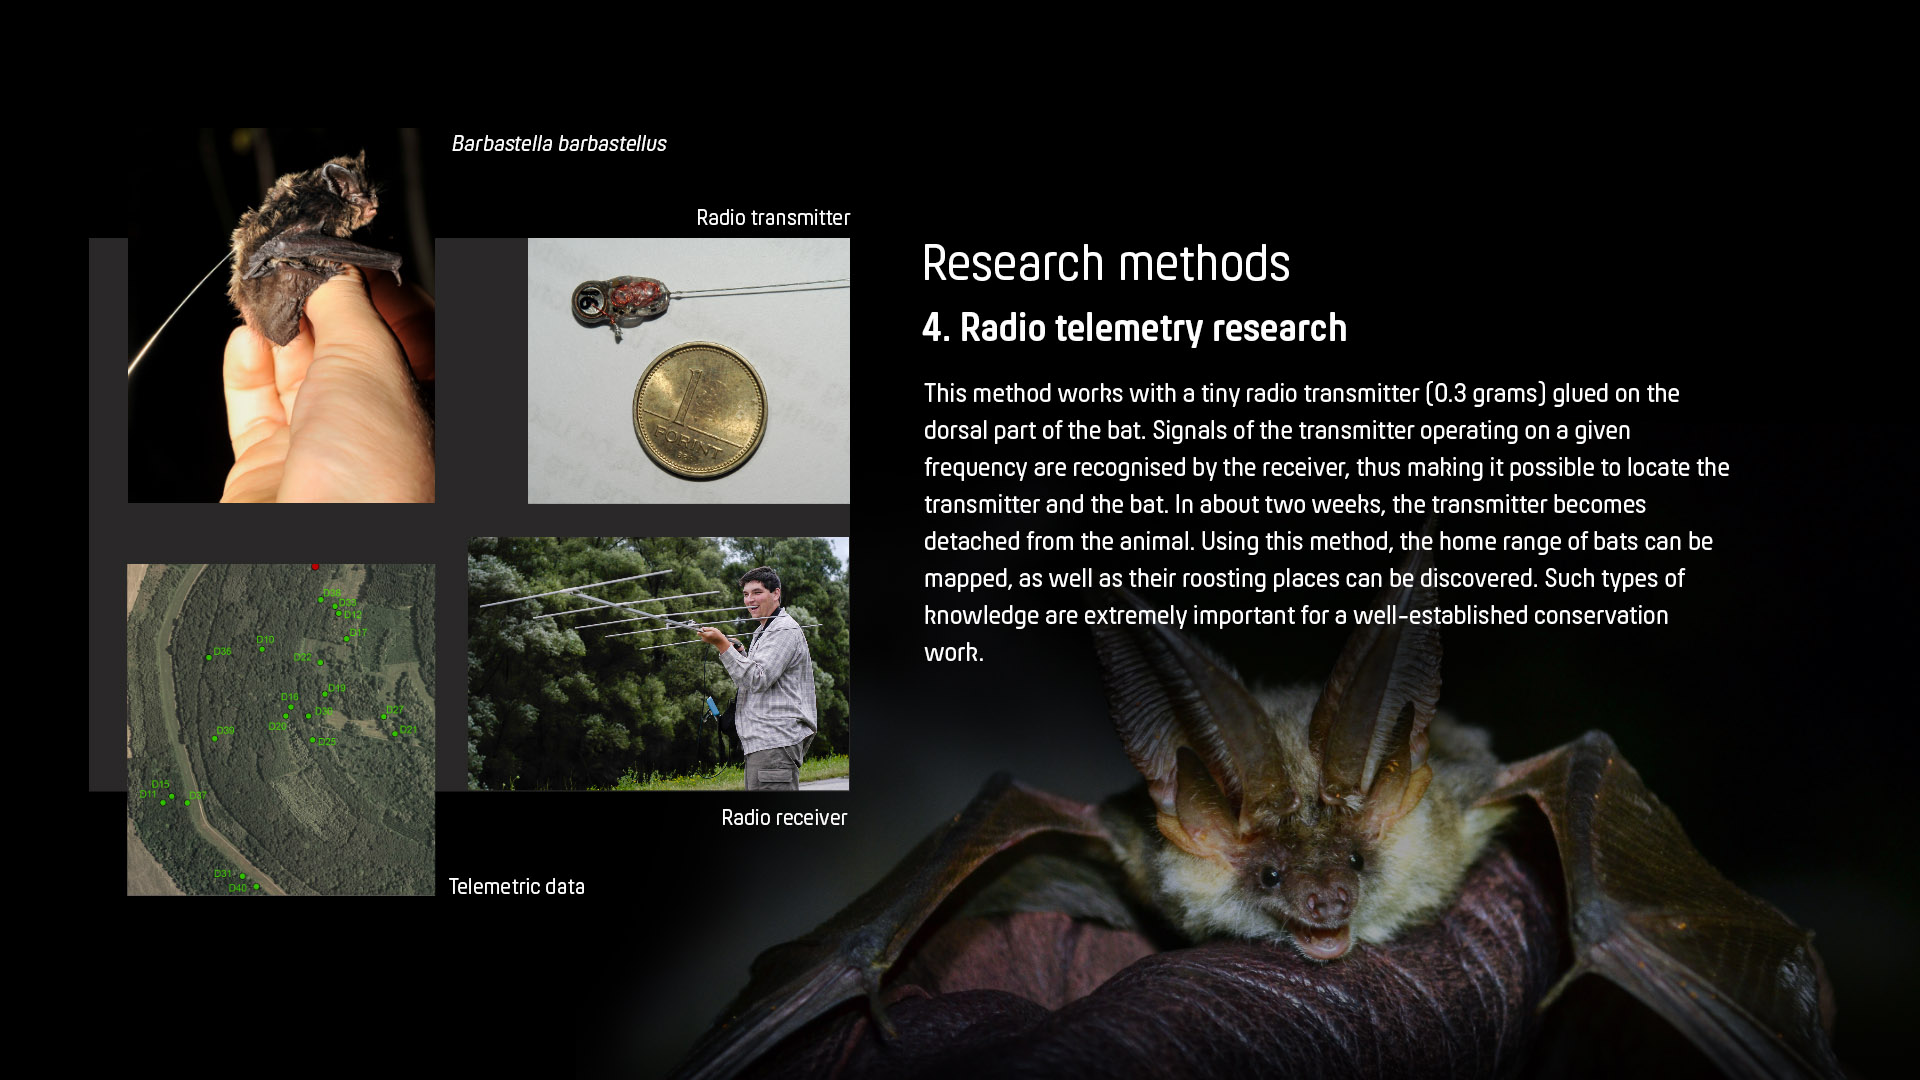 Barbastella barbastellus
Radio transmitter
1
FORINT
Research methods
4. Radio telemetry research
This method works with a tiny radio transmitter (0.3 grams) glued on the
dorsal part of the bat. Signals of the transmitter operating on a given
frequency are recognised by the receiver, thus making it possible to locate the
transmitter and the bat. In about two weeks, the transmitter becomes
detached from the animal. Using this method, the home range of bats can be
mapped, as well as their roosting places can be discovered. Such types of
knowledge are extremely important for a well-established conservation
work.
D12
D17
D10
D36
D22
D19
D16
D27
D20
D21
D39
D25
D15
D11
D37
D31
D40
Radio receiver
Telemetric data